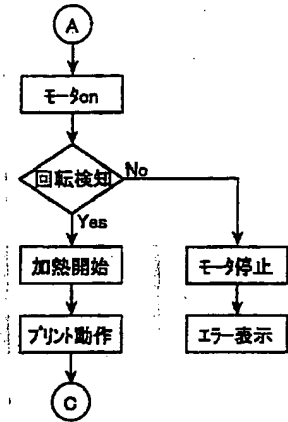 A
モータon
回転検知
No
Yes
加熱開始
モータ停止
プリント動作
エラー表示
C